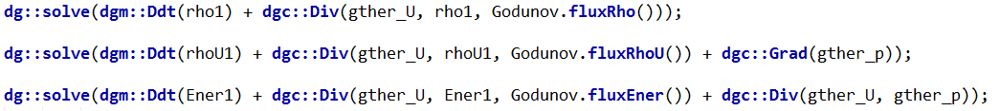 dg::solve(dgm::Ddt(rho1) + dgc::Div(gther_U, rho1, Godunov.fluxRho()));
dg::solve(dgm::Ddt(rhoU1) + dgc::Div(gther_U, rhoU1, Godunov.fluxRhoU()) + dgc::Grad(gther_p));
dg::solve(dgm::Ddt(Ener1) + dgc::Div(gther_U, Ener1, Godunov.fluxEner()) + dgc::Div(gther_U, gther_p));